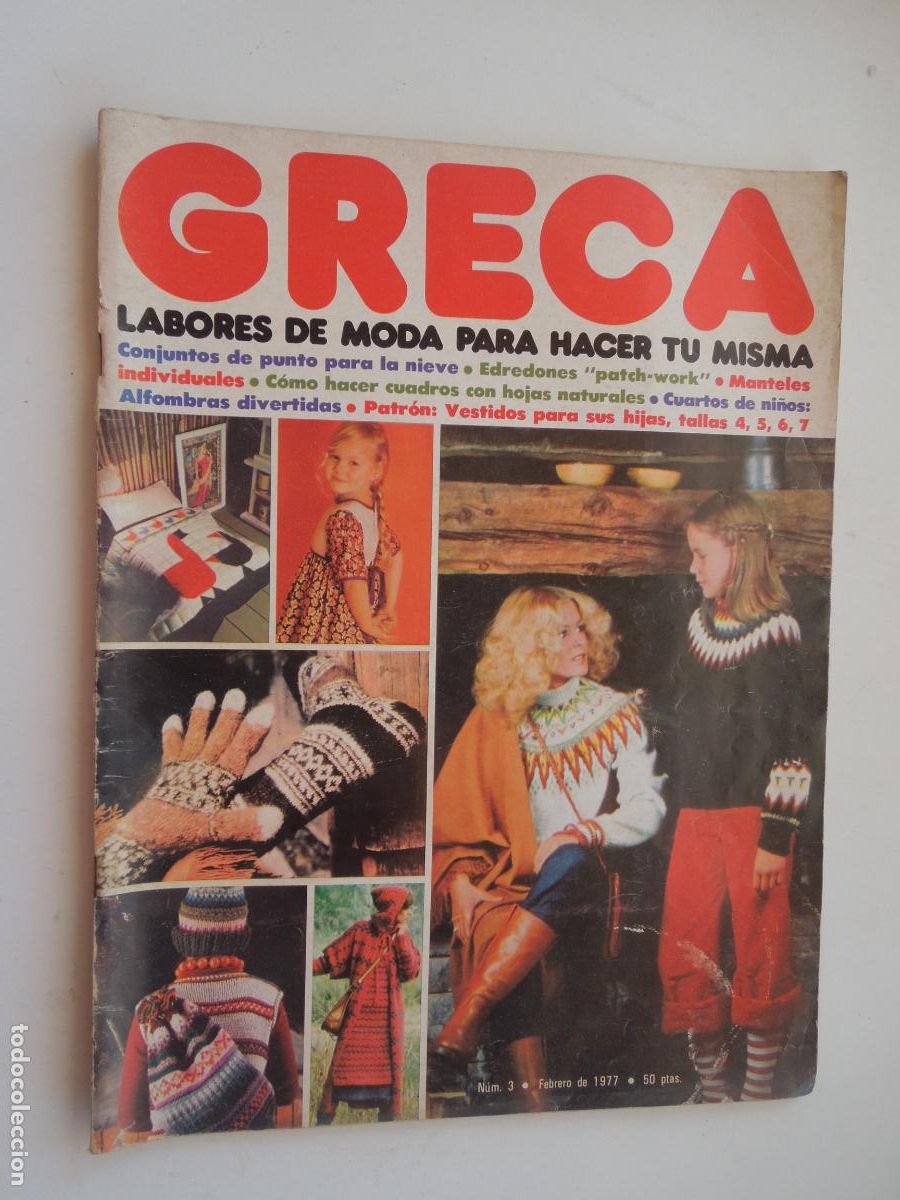 GRECA
LABORES DE MODA PARA HACER TU MISMA
Conjuntos de punto para la nieve • Edredones "patch-work" • Manteles
individuales • Cómo hacer cuadros con hojas naturales • Cuartos de niños:
Alfombras divertidas • Patrón: Vestidos para sus hijas, tallas 4, 5, 6, 7
Núm. 3 • Febrero de 1977 • 50 ptas.
todocoleccion